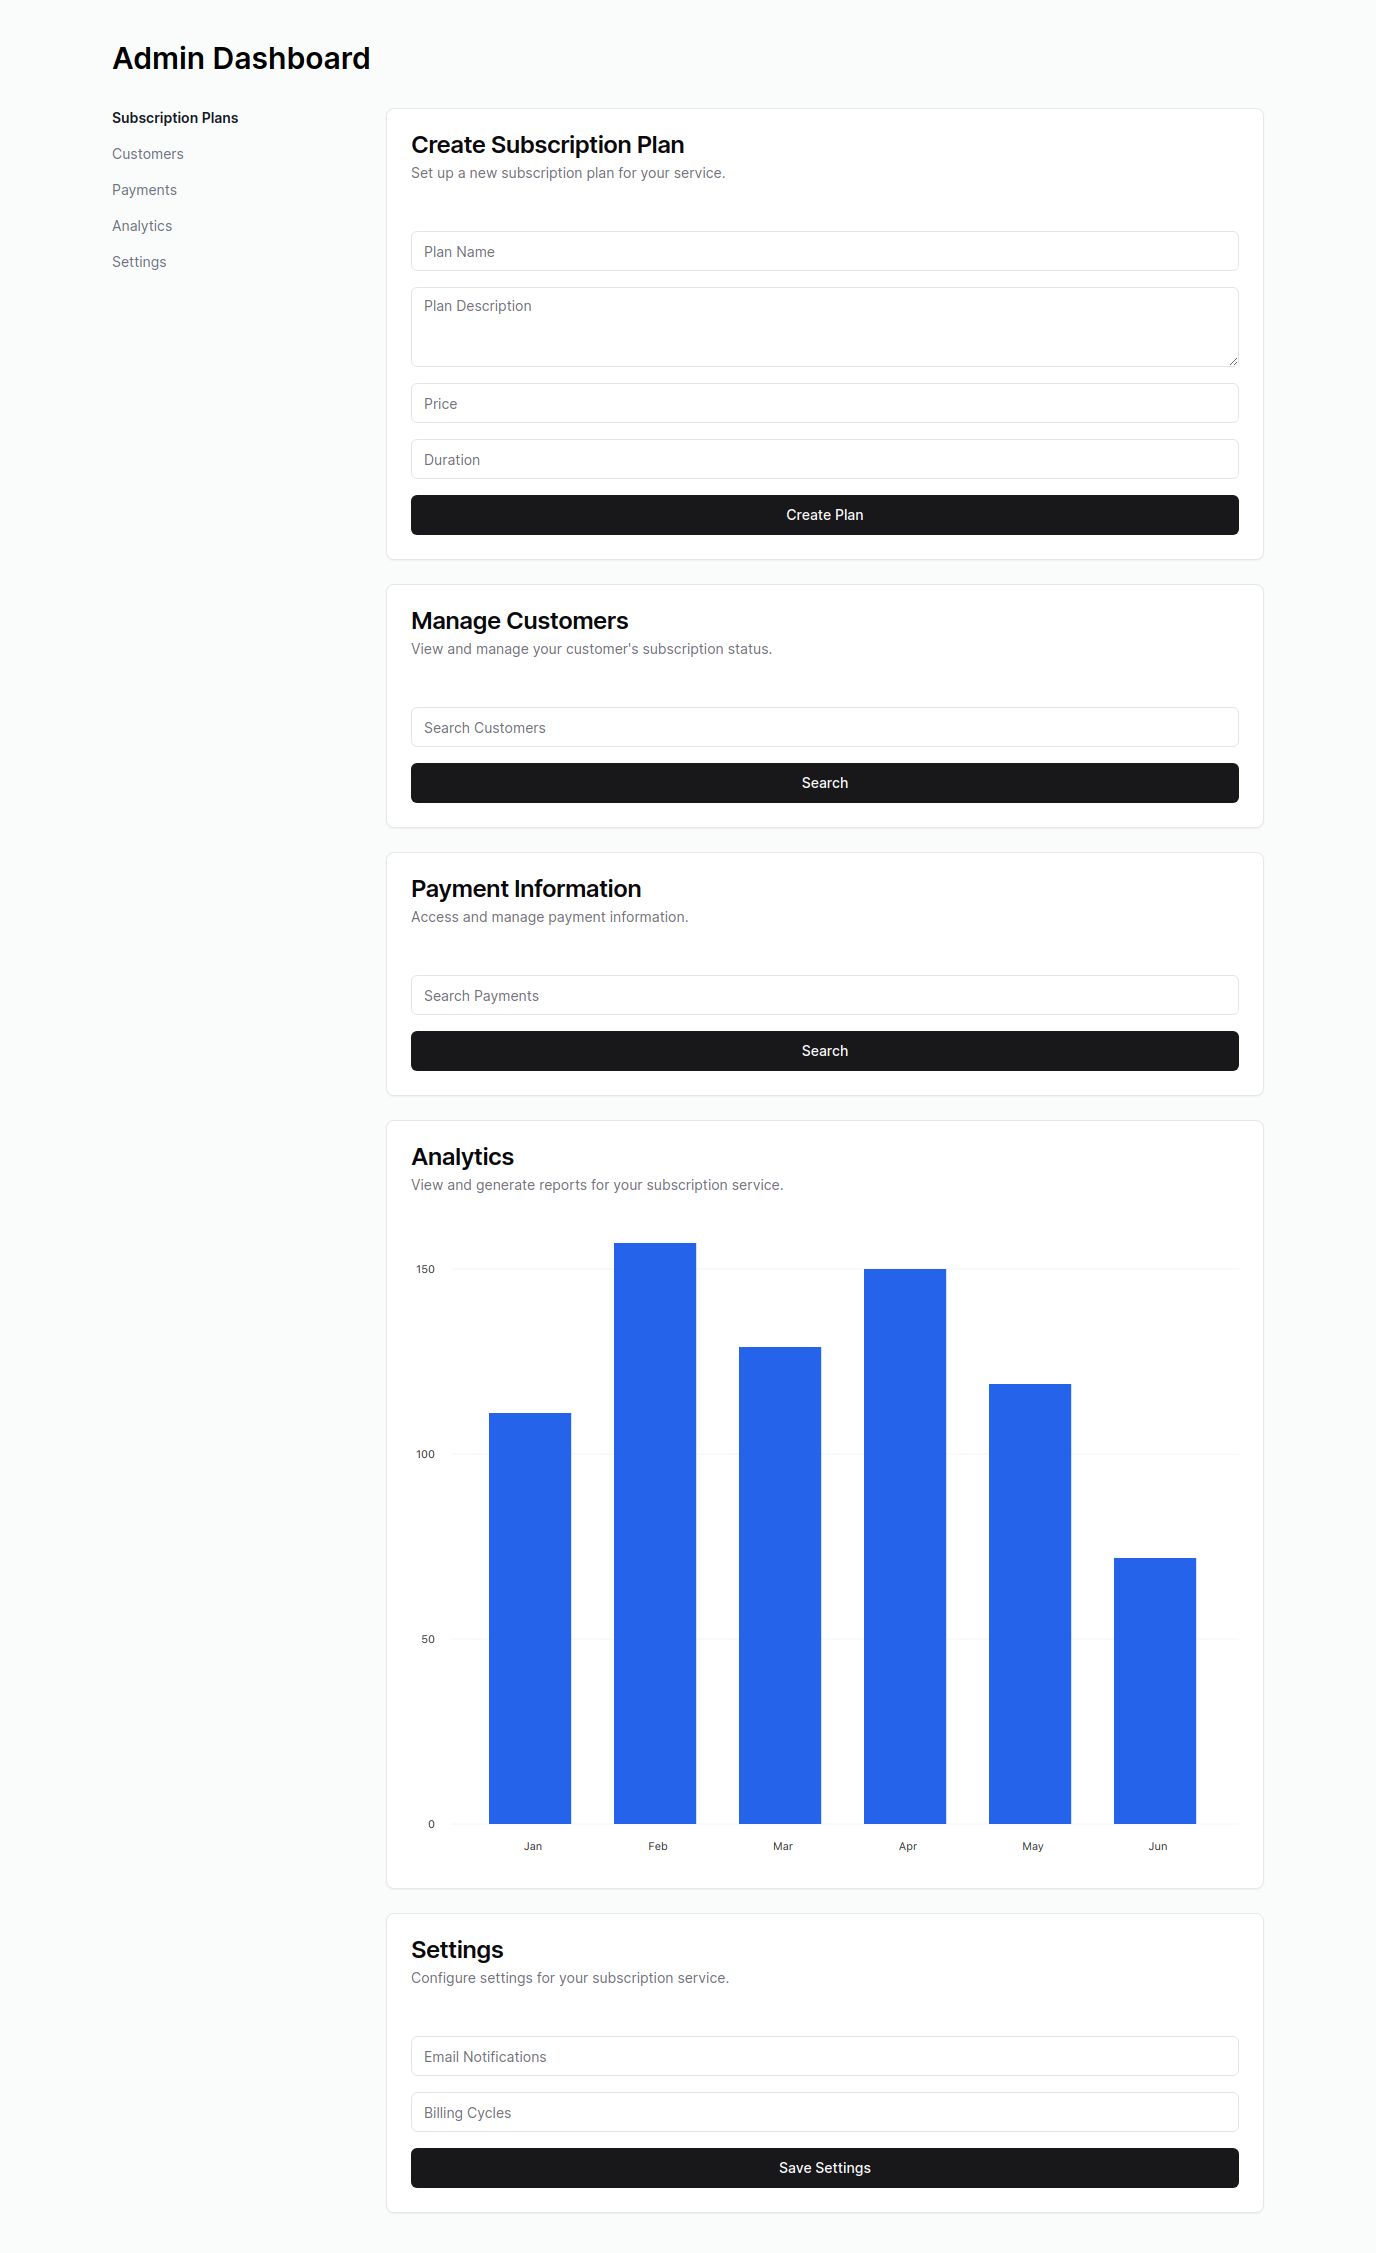 Admin Dashboard
Subscription Plans
Customers
Payments
Analytics
Settings
Create Subscription Plan
Set up a new subscription plan for your service.
Plan Name
Plan Description
Price
Duration
Create Plan
Manage Customers
View and manage your customer's subscription status.
Search Customers
Search
Payment Information
Access and manage payment information.
Search Payments
Search
Analytics
View and generate reports for your subscription service.
150
100
50
0
Jan Feb Mar Apr May Jun
Settings
Configure settings for your subscription service.
Email Notifications
Billing Cycles
Save Settings